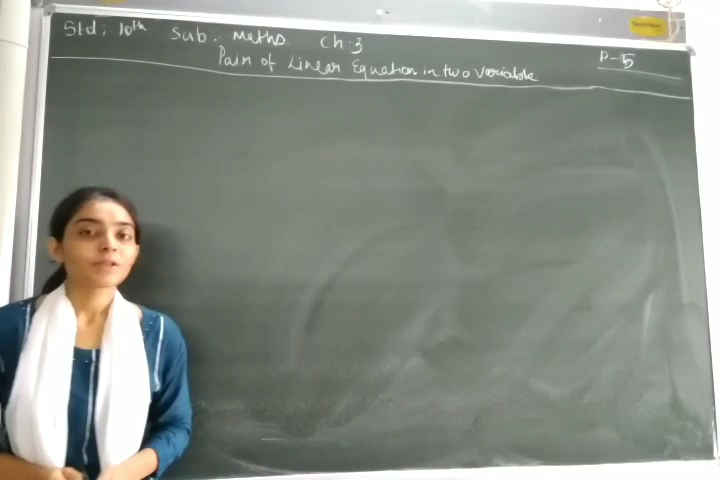 Std: 10th Sub. Maths. Ch:3
Pair of Linear Equation in two variable
P-5